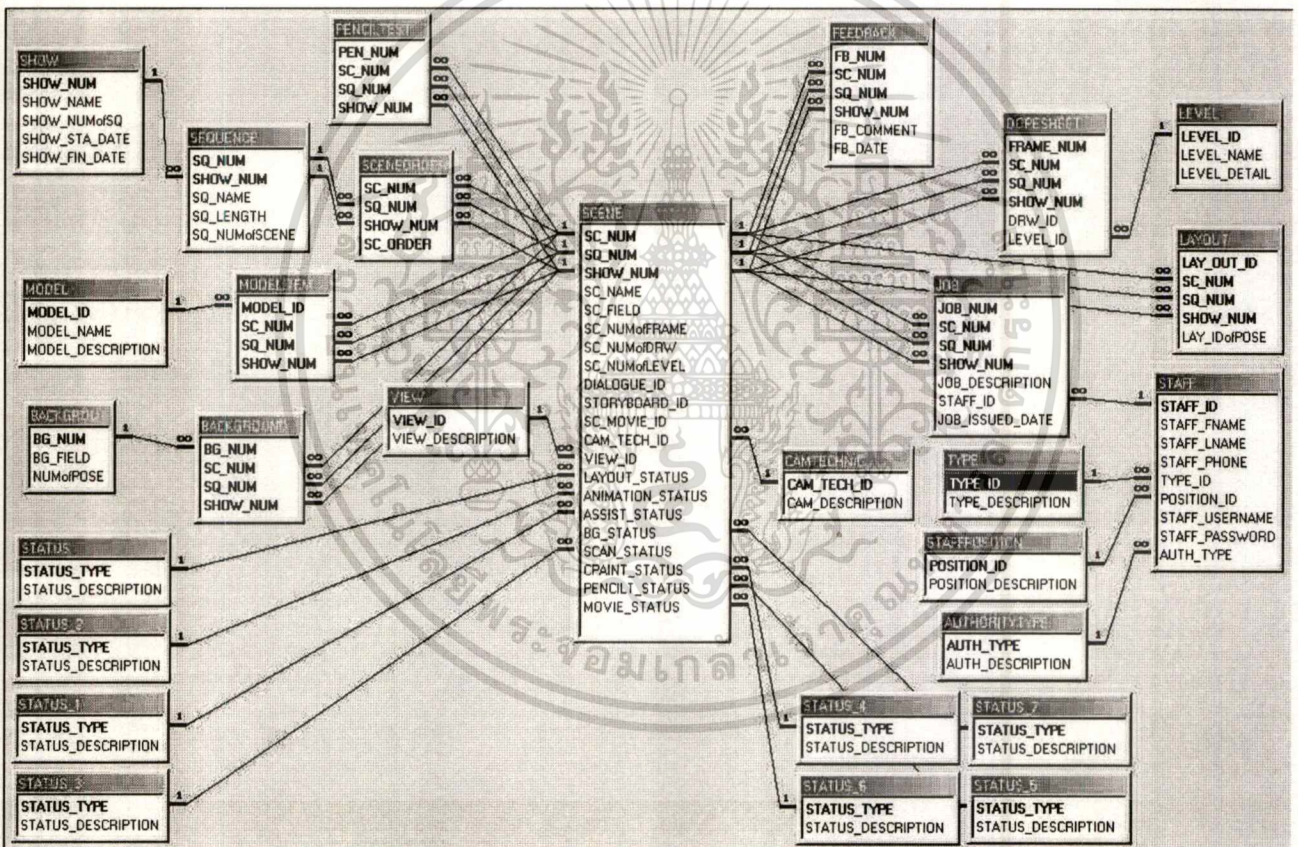 SHOW
SHOW_NUM
SHOW_NAME
SHOW_NUMofSQ
SHOW_STA_DATE
SHOW_FIN_DATE
SEQUENCE
SQ_NUM
SHOW_NUM
SQ_NAME
SQ_LENGTH
SQ_NUMofSCENE
PENCILTEST
PEN_NUM
SC_NUM
SQ_NUM
SHOW_NUM
SCENEORDER
SC_NUM
SQ_NUM
SHOW_NUM
SC_ORDER
MODEL
MODEL_ID
MODEL_NAME
MODEL_DESCRIPTION
MODEL_ID
SC_NUM
SQ_NUM
SHOW_NUM
BACKGROU
BG_NUM
BG_FIELD
NUMofPOSE
BACKGROUND
BG_NUM
SC_NUM
SQ_NUM
SHOW_NUM
VIEW
VIEW_ID
VIEW_DESCRIPTION
SCENE
SC_NUM
SQ_NUM
SHOW_NUM
SC_NAME
SC_FIELD
SC_NUMofFRAME
SC_NUMofDRW
SC_NUMofLEVEL
DIALOGUE_ID
STORYBOARD_ID
SC_MOVIE_ID
CAM_TECH_ID
VIEW_ID
LAYOUT_STATUS
ANIMATION_STATUS
ASSIST_STATUS
BG_STATUS
SCAN_STATUS
CPAINT_STATUS
PENCILT_STATUS
MOVIE_STATUS
FEEDBACK
FB_NUM
SC_NUM
SQ_NUM
SHOW_NUM
FB_COMMENT
FB_DATE
DOPESHEET
FRAME_NUM
SC_NUM
SQ_NUM
SHOW_NUM
DRW_ID
LEVEL_ID
LEVEL
LEVEL_ID
LEVEL_NAME
LEVEL_DETAIL
LAYOUT
LAY_OUT_ID
SC_NUM
SQ_NUM
SHOW_NUM
LAY_IDofPOSE
JOB
JOB_NUM
SC_NUM
SQ_NUM
SHOW_NUM
JOB_DESCRIPTION
STAFF_ID
JOB_ISSUED_DATE
STAFF
STAFF_ID
STAFF_FNAME
STAFF_LNAME
STAFF_PHONE
TYPE_ID
POSITION_ID
STAFF_USERNAME
STAFF_PASSWORD
AUTH_TYPE
CAMTECHNIC
CAM_TECH_ID
CAM_DESCRIPTION
TYPE
TYPE_ID
TYPE_DESCRIPTION
STAFFPOSITION
POSITION_ID
POSITION_DESCRIPTION
AUTHORITYTYPE
AUTH_TYPE
AUTH_DESCRIPTION
STATUS
STATUS_TYPE
STATUS_DESCRIPTION
STATUS_2
STATUS_TYPE
STATUS_DESCRIPTION
STATUS_1
STATUS_TYPE
STATUS_DESCRIPTION
STATUS_3
STATUS_TYPE
STATUS_DESCRIPTION
STATUS_4
STATUS_TYPE
STATUS_DESCRIPTION
STATUS_7
STATUS_TYPE
STATUS_DESCRIPTION
STATUS_6
STATUS_TYPE
STATUS_DESCRIPTION
STATUS_5
STATUS_TYPE
STATUS_DESCRIPTION